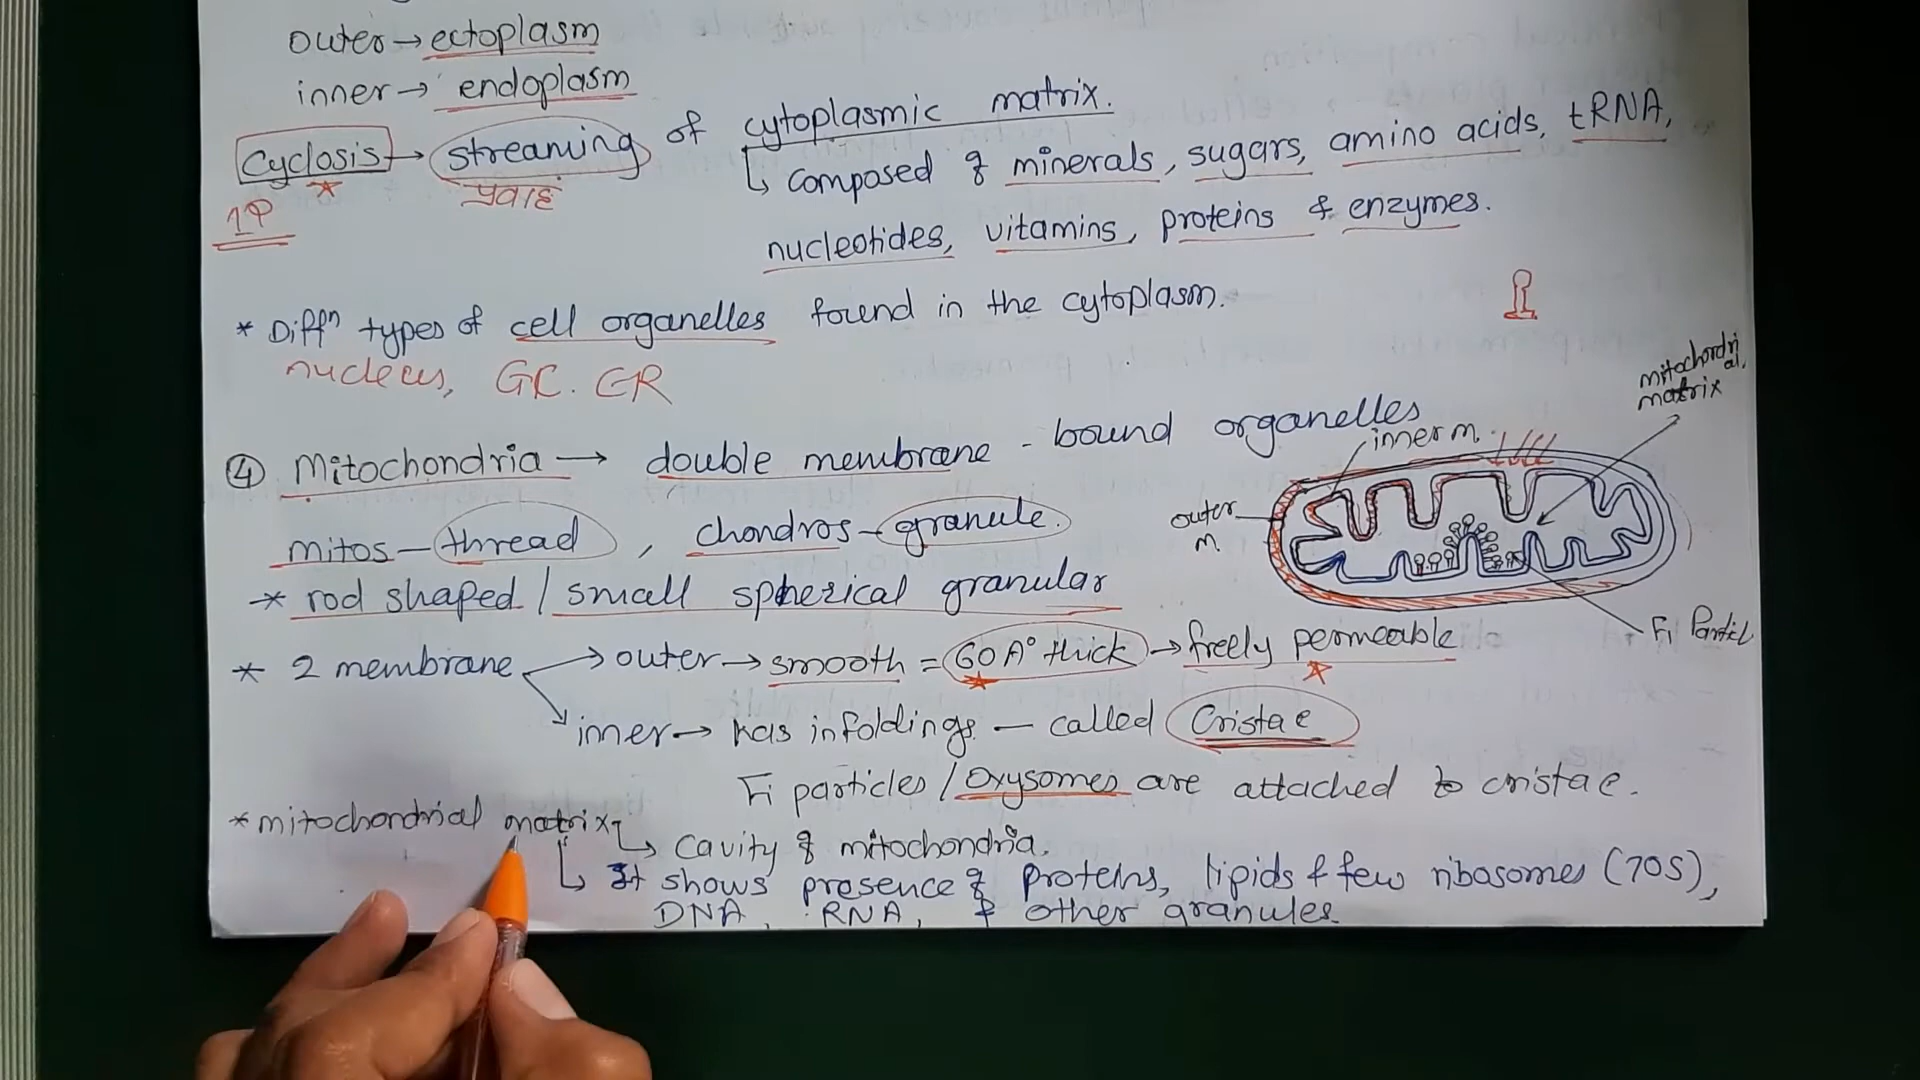 outer → ectoplasm
inner → endoplasm
Cyclosis → streaming of cytoplasmic matrix.
1P
composed of minerals, sugars, amino acids, tRNA,
nucleotides, vitamins, proteins & enzymes.
* Diffn types of cell organelles found in the cytoplasm.
nucleus, GC. ER
④ Mitochondria → double membrane - bound organelles
mitos - thread, chondros - granule.
* rod shaped / small spherical granular
* 2 membrane → outer → smooth = 60A° thick → freely permeable
inner → has infoldings - called Cristae
F1 particles / oxysomes are attached to cristae.
* mitochondrial matrix → cavity of mitochondria.
It shows presence of proteins, lipids & few ribosomes (70S),
DNA, RNA, & other granules.
mitochondrial
matrix
inner m.
outer
m.
F1 Particl